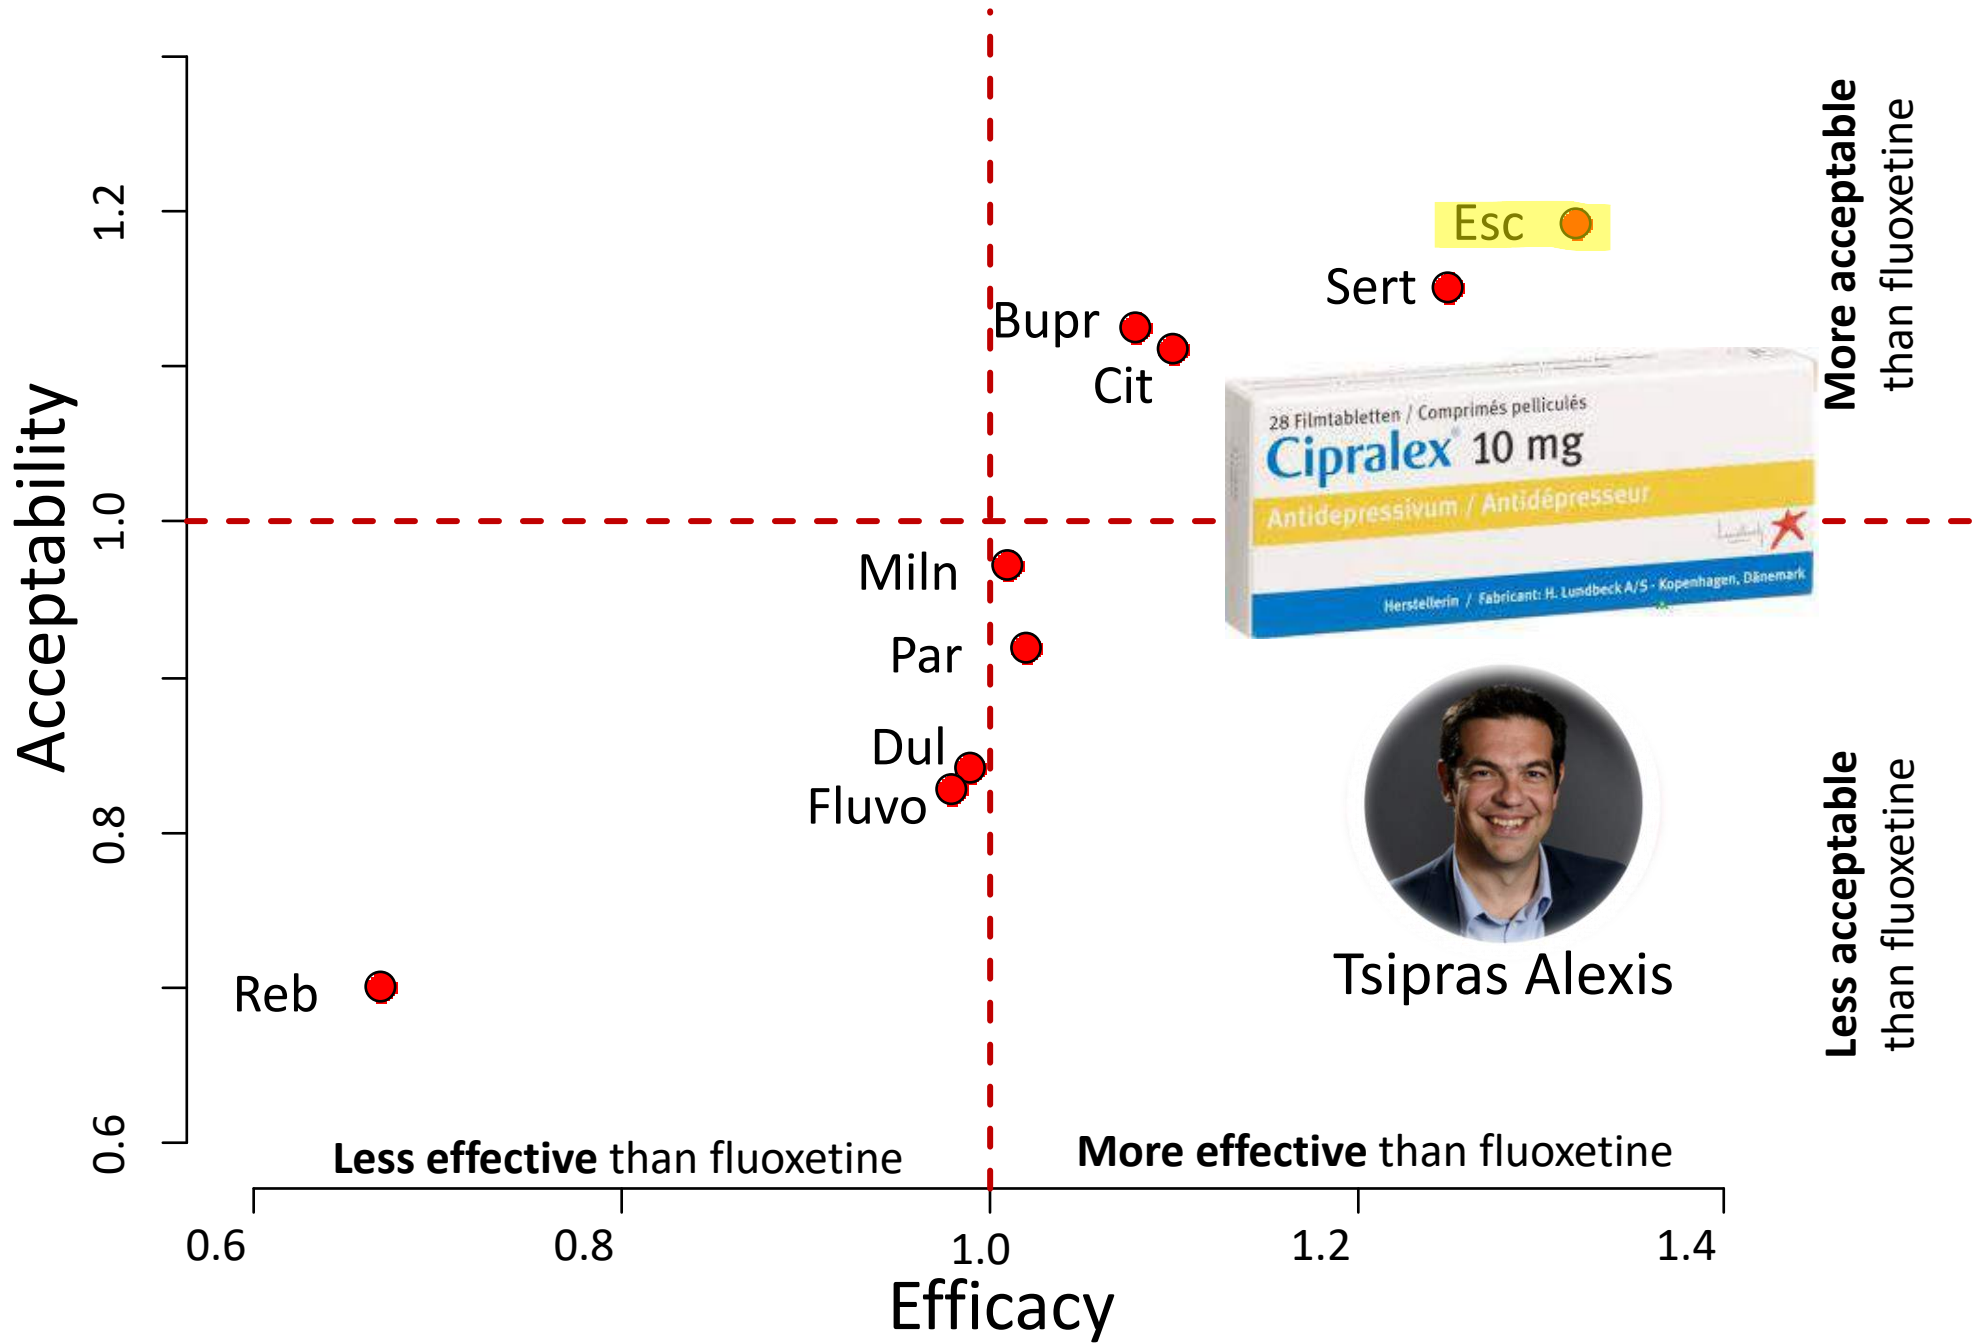 More acceptable
than fluoxetine
1.2
Esc
Sert
Bupr
Cit
28 Filmtabletten / Comprimés pelliculés
Cipralex® 10 mg
Antidepressivum / Antidépresseur
Herstellerin / Fabricant: H. Lundbeck A/S - Kopenhagen, Dänemark
Acceptability
1.0
Miln
Par
Dul
Fluvo
0.8
Less acceptable
than fluoxetine
Tsipras Alexis
Reb
0.6
Less effective than fluoxetine
More effective than fluoxetine
0.6
0.8
1.0
1.2
1.4
Efficacy